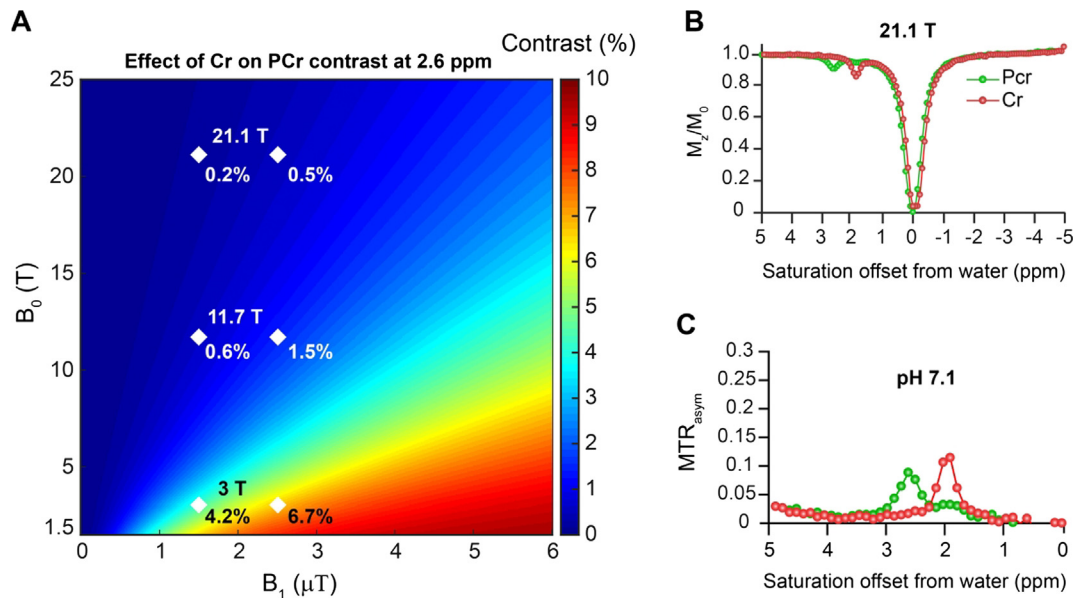 A
Effect of Cr on PCr contrast at 2.6 ppm
Contrast (%)
25
20
15
10
5
1.5
B0 (T)
21.1 T
0.2%
0.5%
11.7 T
0.6%
1.5%
3 T
4.2%
6.7%
0 1 2 3 4 5 6
B1 (μT)
10
9
8
7
6
5
4
3
2
1
0
B
21.1 T
Pcr
Cr
Mz/M0
1.0
0.8
0.6
0.4
0.2
0
5 4 3 2 1 0 -1 -2 -3 -4 -5
Saturation offset from water (ppm)
C
pH 7.1
MTRasym
0.3
0.25
0.2
0.15
0.1
0.05
0
5 4 3 2 1 0
Saturation offset from water (ppm)